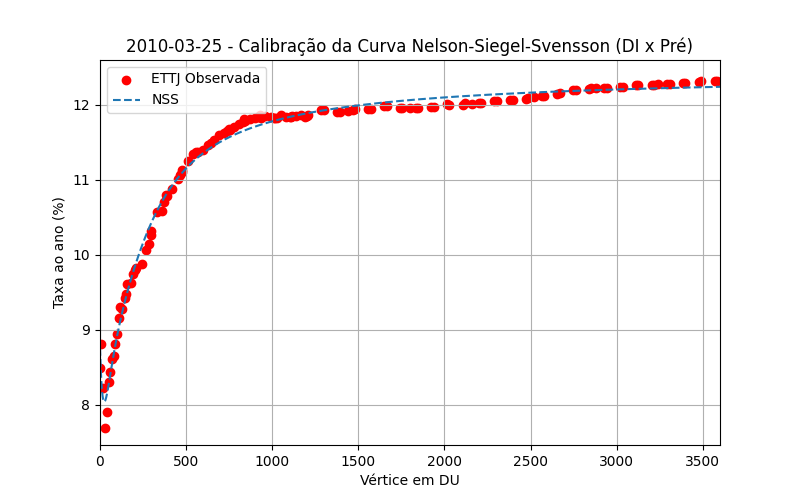 2010-03-25 - Calibração da Curva Nelson-Siegel-Svensson (DI x Pré)
ETTJ Observada
NSS
Taxa ao ano (%)
12
11
10
9
8
0 500 1000 1500 2000 2500 3000 3500
Vértice em DU